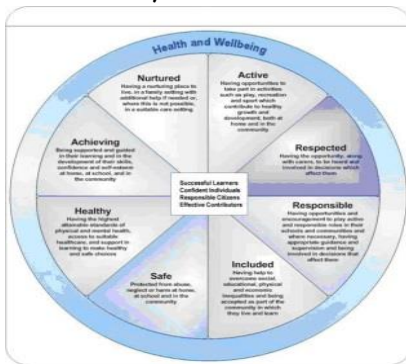 Health and Wellbeing
Nurtured
Having a nurturing place to
live, in a family setting with
additional help if needed or,
where this is not possible,
in a suitable care setting
Active
Having opportunities to
take part in activities
such as play, recreation
and sport which
contribute to healthy
growth and
development, both at
home and in the
community
Respected
Having the opportunity, along
with carers, to be heard and
involved in decisions which
affect them
Responsible
Having opportunities and
encouragement to play active
and responsible roles in their
schools and communities and
where necessary, having
appropriate guidance and
supervision and being
involved in decisions that
affect them
Included
Having help to
overcome social,
educational, physical
and economic
inequalities and being
accepted as part of the
community in which
they live and learn
Safe
Protected from abuse,
neglect or harm at home,
at school and in the
community
Healthy
Having the highest
attainable standards of
physical and mental health,
access to suitable
healthcare, and support in
learning to make healthy
and safe choices
Achieving
Being supported and guided
in their learning and in the
development of their skills,
confidence and self-esteem
at home, at school, and in
the community
Successful Learners
Confident Individuals
Responsible Citizens
Effective Contributors